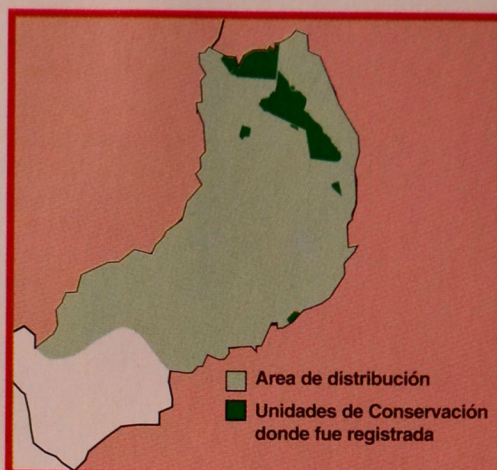 Area de distribución
Unidades de Conservación
donde fue registrada